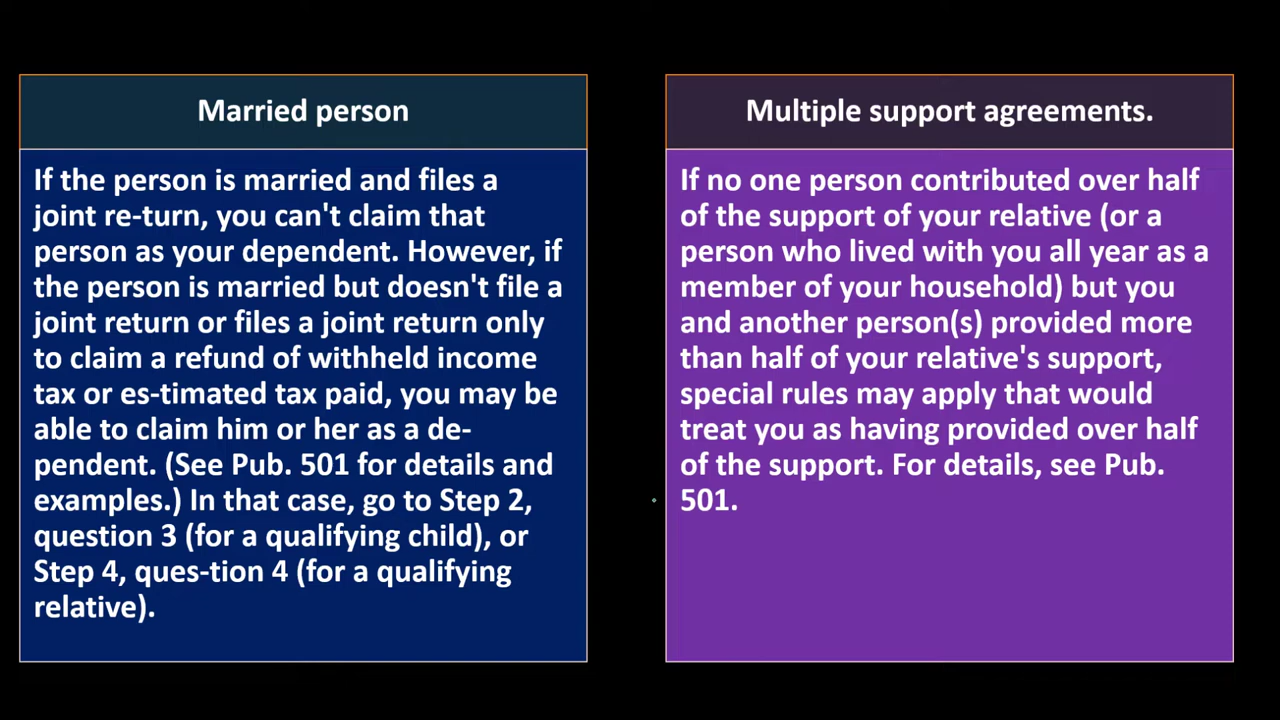 Married person
If the person is married and files a
joint re-turn, you can't claim that
person as your dependent. However, if
the person is married but doesn't file a
joint return or files a joint return only
to claim a refund of withheld income
tax or es-timated tax paid, you may be
able to claim him or her as a de-
pendent. (See Pub. 501 for details and
examples.) In that case, go to Step 2,
question 3 (for a qualifying child), or
Step 4, ques-tion 4 (for a qualifying
relative).
Multiple support agreements.
If no one person contributed over half
of the support of your relative (or a
person who lived with you all year as a
member of your household) but you
and another person(s) provided more
than half of your relative's support,
special rules may apply that would
treat you as having provided over half
of the support. For details, see Pub.
501.